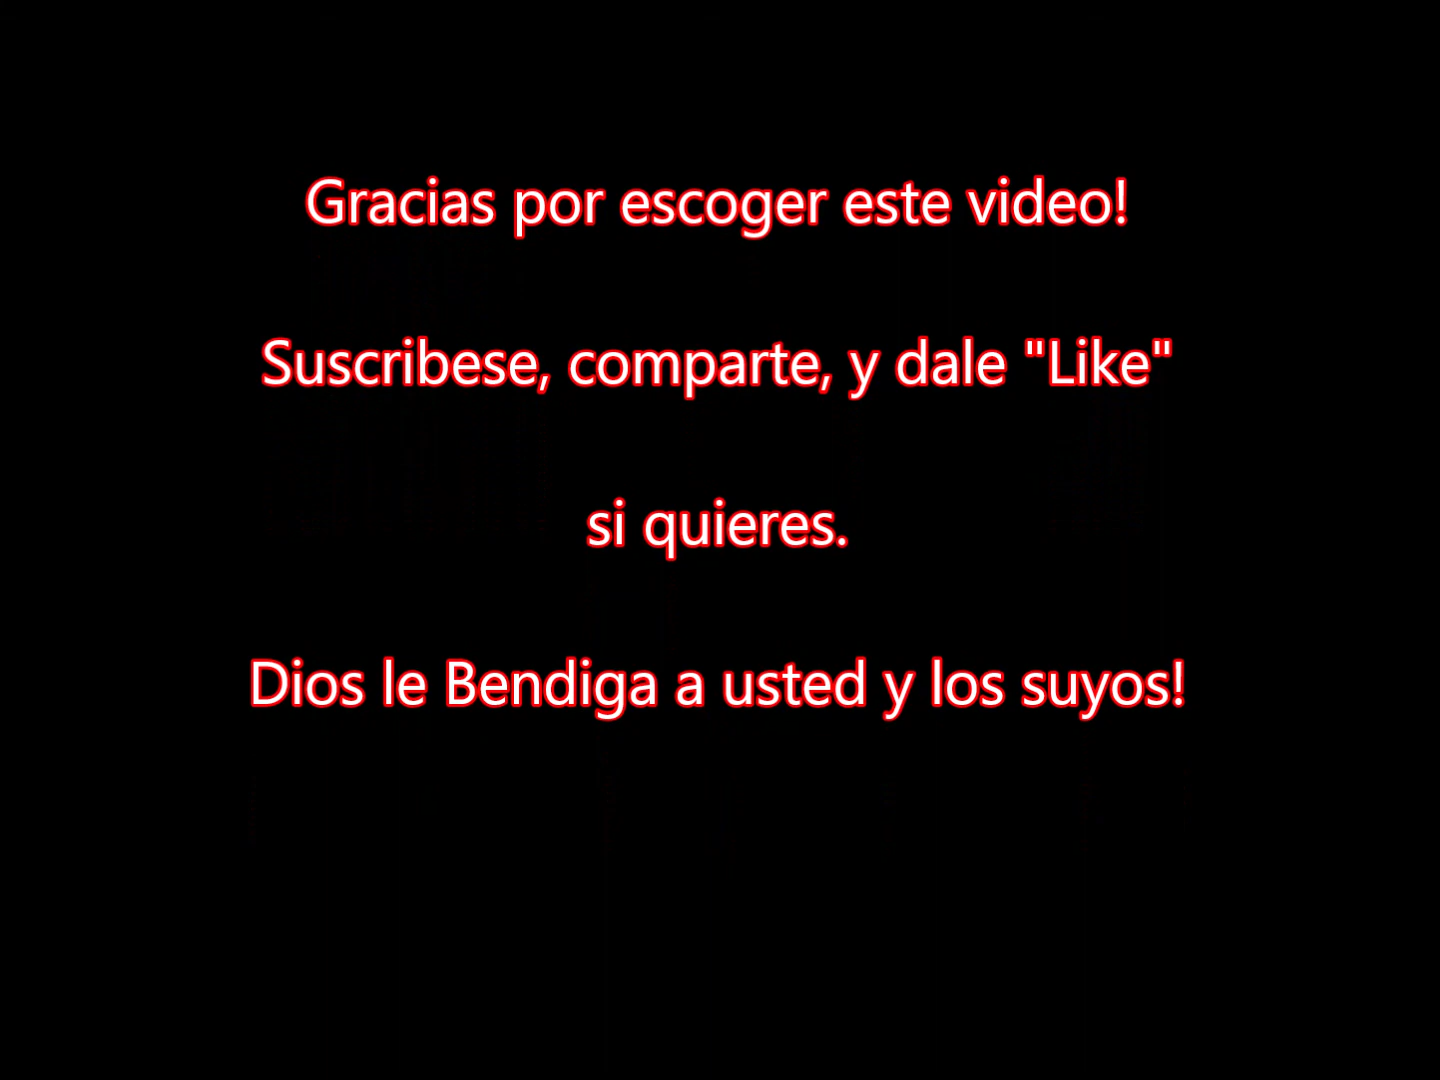 Gracias por escoger este video!
Suscribese, comparte, y dale "Like"
si quieres.
Dios le Bendiga a usted y los suyos!